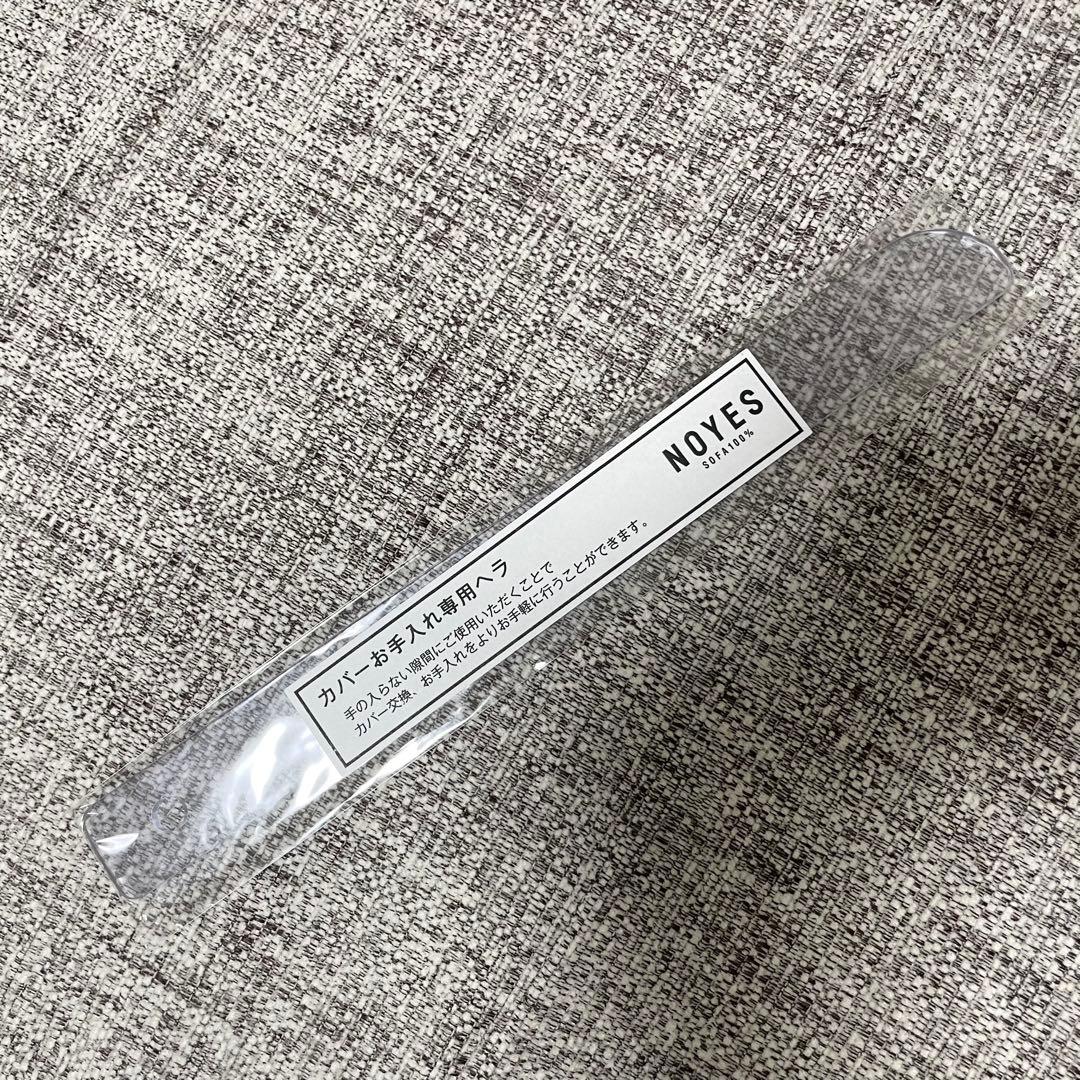 NOYES
SOFA100%
カバーお手入れ専用ヘラ
手の入らない隙間にご使用いただくことで
カバー交換、お手入れをよりお手軽に行うことができます。